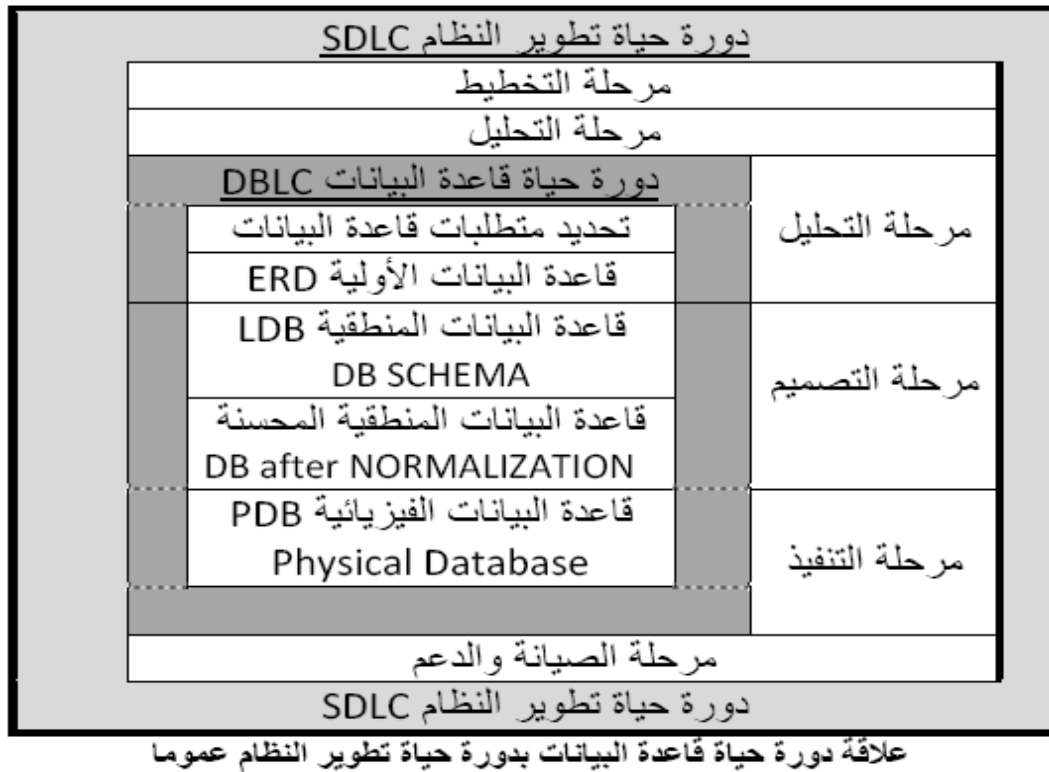 دورة حياة تطوير النظام SDLC
مرحلة التخطيط
مرحلة التحليل
مرحلة التحليل
دورة حياة قاعدة البيانات DBLC
تحديد متطلبات قاعدة البيانات
قاعدة البيانات الأولية ERD
مرحلة التصميم
قاعدة البيانات المنطقية LDB
DB SCHEMA
قاعدة البيانات المنطقية المحسنة
DB after NORMALIZATION
مرحلة التنفيذ
قاعدة البيانات الفيزيائية PDB
Physical Database
مرحلة الصيانة والدعم
دورة حياة تطوير النظام SDLC
علاقة دورة حياة قاعدة البيانات بدورة حياة تطوير النظام عموما